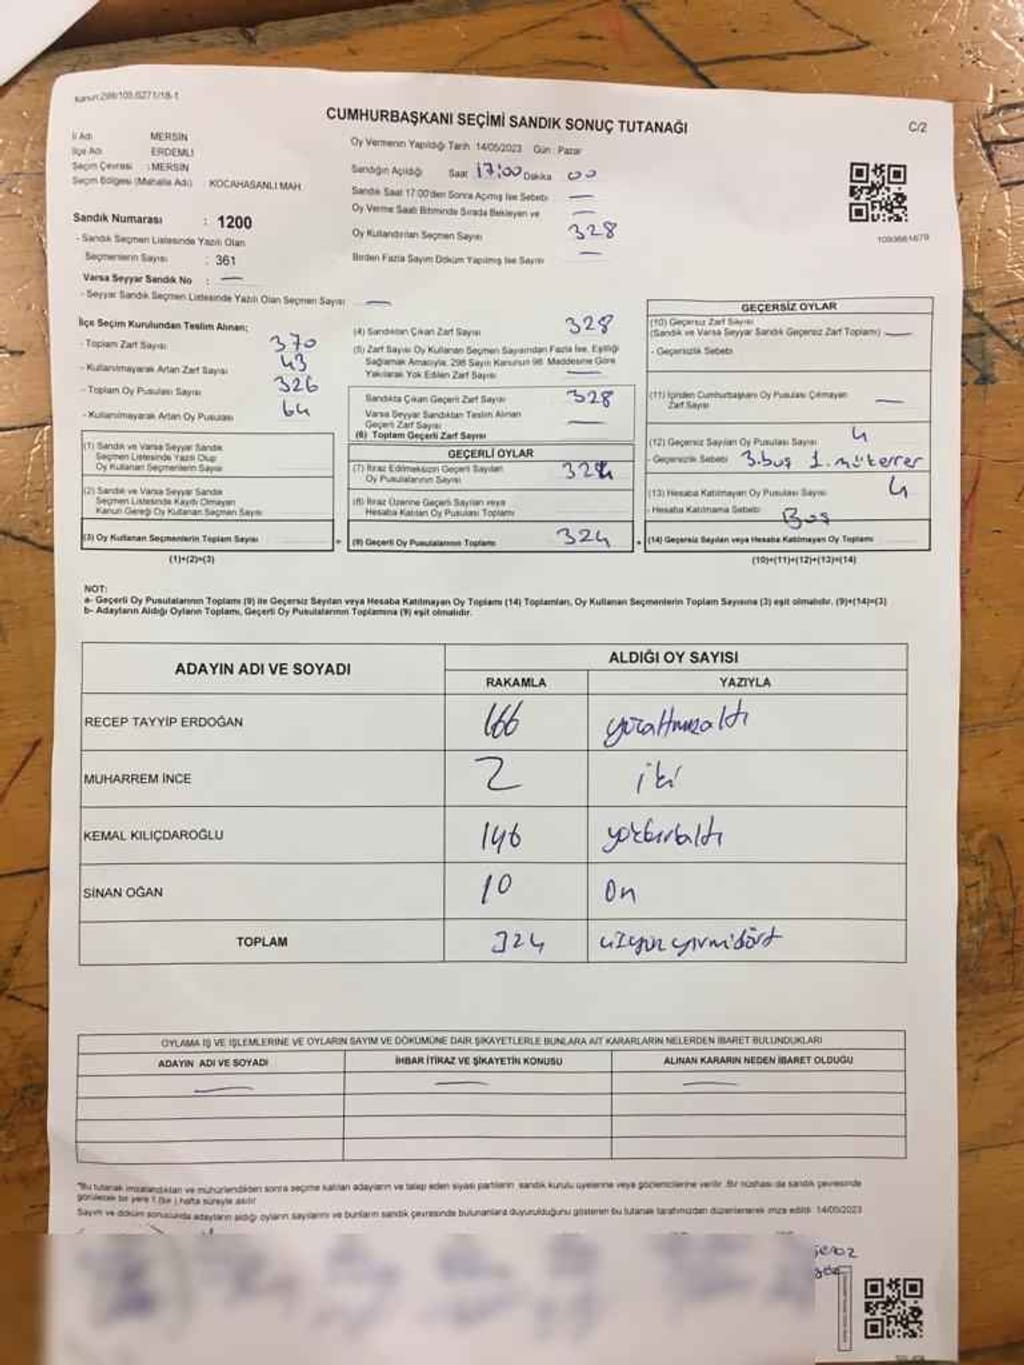 Kanun:298/105,6271/18-1
CUMHURBAŞKANI SEÇİMİ SANDIK SONUÇ TUTANAĞI
C/2
İl Adı MERSİN
İlçe Adı ERDEMLİ
Seçim Çevresi : MERSİN
Seçim Bölgesi (Mahalle Adı) : KOCAHASANLI MAH.
Sandık Numarası : 1200
- Sandık Seçmen Listesinde Yazılı Olan
Seçmenlerin Sayısı : 361
Varsa Seyyar Sandık No : —
- Seyyar Sandık Seçmen Listesinde Yazılı Olan Seçmen Sayısı —
Oy Vermenin Yapıldığı Tarih 14/05/2023 Gün : Pazar
Sandığın Açıldığı Saat 17:00 Dakika 00
Sandık Saat 17:00'den Sonra Açılmış İse Sebebi —
Oy Verme Saati Bitiminde Sırada Bekleyen ve —
Oy Kullandırılan Seçmen Sayısı 328
Birden Fazla Sayım Döküm Yapılmış İse Sayısı —
1093661679
İlçe Seçim Kurulundan Teslim Alınan;
- Toplam Zarf Sayısı 370
- Kullanılmayarak Artan Zarf Sayısı 43
- Toplam Oy Pusulası Sayısı 326
- Kullanılmayarak Artan Oy Pusulası 64
(1) Sandık ve Varsa Seyyar Sandık
Seçmen Listesinde Yazılı Olup
Oy Kullanan Seçmenlerin Sayısı
(2) Sandık ve Varsa Seyyar Sandık
Seçmen Listesinde Kayıtlı Olmayan
Kanun Gereği Oy Kullanan Seçmen Sayısı
(3) Oy Kullanan Seçmenlerin Toplam Sayısı
(1)+(2)=(3)
(4) Sandıktan Çıkan Zarf Sayısı 328
(5) Zarf Sayısı Oy Kullanan Seçmen Sayısından Fazla İse, Eşitliği
Sağlamak Amacıyla, 298 Sayılı Kanunun 98. Maddesine Göre
Yakılarak Yok Edilen Zarf Sayısı —
Sandıkta Çıkan Geçerli Zarf Sayısı 328
Varsa Seyyar Sandıktan Teslim Alınan
Geçerli Zarf Sayısı —
(6) Toplam Geçerli Zarf Sayısı
GEÇERLİ OYLAR
(7) İtiraz Edilmeksizin Geçerli Sayılan
Oy Pusulalarının Sayısı 324
(8) İtiraz Üzerine Geçerli Sayılan veya
Hesaba Katılan Oy Pusulası Toplamı
(9) Geçerli Oy Pusulalarının Toplamı 324
GEÇERSİZ OYLAR
(10) Geçersiz Zarf Sayısı
(Sandık ve Varsa Seyyar Sandık Geçersiz Zarf Toplamı) —
- Geçersizlik Sebebi
(11) İçinden Cumhurbaşkanı Oy Pusulası Çıkmayan
Zarf Sayısı —
(12) Geçersiz Sayılan Oy Pusulası Sayısı 4
- Geçersizlik Sebebi 3.boş 1.mükerrer
(13) Hesaba Katılmayan Oy Pusulası Sayısı 4
- Hesaba Katılmama Sebebi Boş
(14) Geçersiz Sayılan veya Hesaba Katılmayan Oy Toplamı
(10)+(11)+(12)+(13)=(14)
NOT:
a- Geçerli Oy Pusulalarının Toplamı (9) ile Geçersiz Sayılan veya Hesaba Katılmayan Oy Toplamı (14) Toplamları, Oy Kullanan Seçmenlerin Toplam Sayısına (3) eşit olmalıdır. (9)+(14)=(3)
b- Adayların Aldığı Oyların Toplamı, Geçerli Oy Pusulalarının Toplamına (9) eşit olmalıdır.
ADAYIN ADI VE SOYADI
ALDIĞI OY SAYISI
RAKAMLA YAZIYLA
RECEP TAYYİP ERDOĞAN 166 yüzaltmışaltı
MUHARREM İNCE 2 iki
KEMAL KILIÇDAROĞLU 146 yüzkırkaltı
SİNAN OĞAN 10 On
TOPLAM 324 üçyüzyirmidört
OYLAMA İŞ VE İŞLEMLERİNE VE OYLARIN SAYIM VE DÖKÜMÜNE DAİR ŞİKAYETLERLE BUNLARA AİT KARARLARIN NELERDEN İBARET BULUNDUKLARI
ADAYIN ADI VE SOYADI İHBAR İTİRAZ VE ŞİKAYETİN KONUSU ALINAN KARARIN NEDEN İBARET OLDUĞU
— — —
"Bu tutanak imzalandıktan ve mühürlendikten sonra seçime katılan adayların ve talep eden siyasi partilerin sandık kurulu üyelerine veya gözlemcilerine verilir. Bir nüshası da sandık çevresinde
görülecek bir yere 1 (bir) hafta süreyle asılır.
Sayım ve döküm sonucunda adayların aldığı oyların sayılarını ve bunların sandık çevresinde bulunanlara duyurulduğunu gösteren bu tutanak tarafımızdan düzenlenerek imza edildi. 14/05/2023